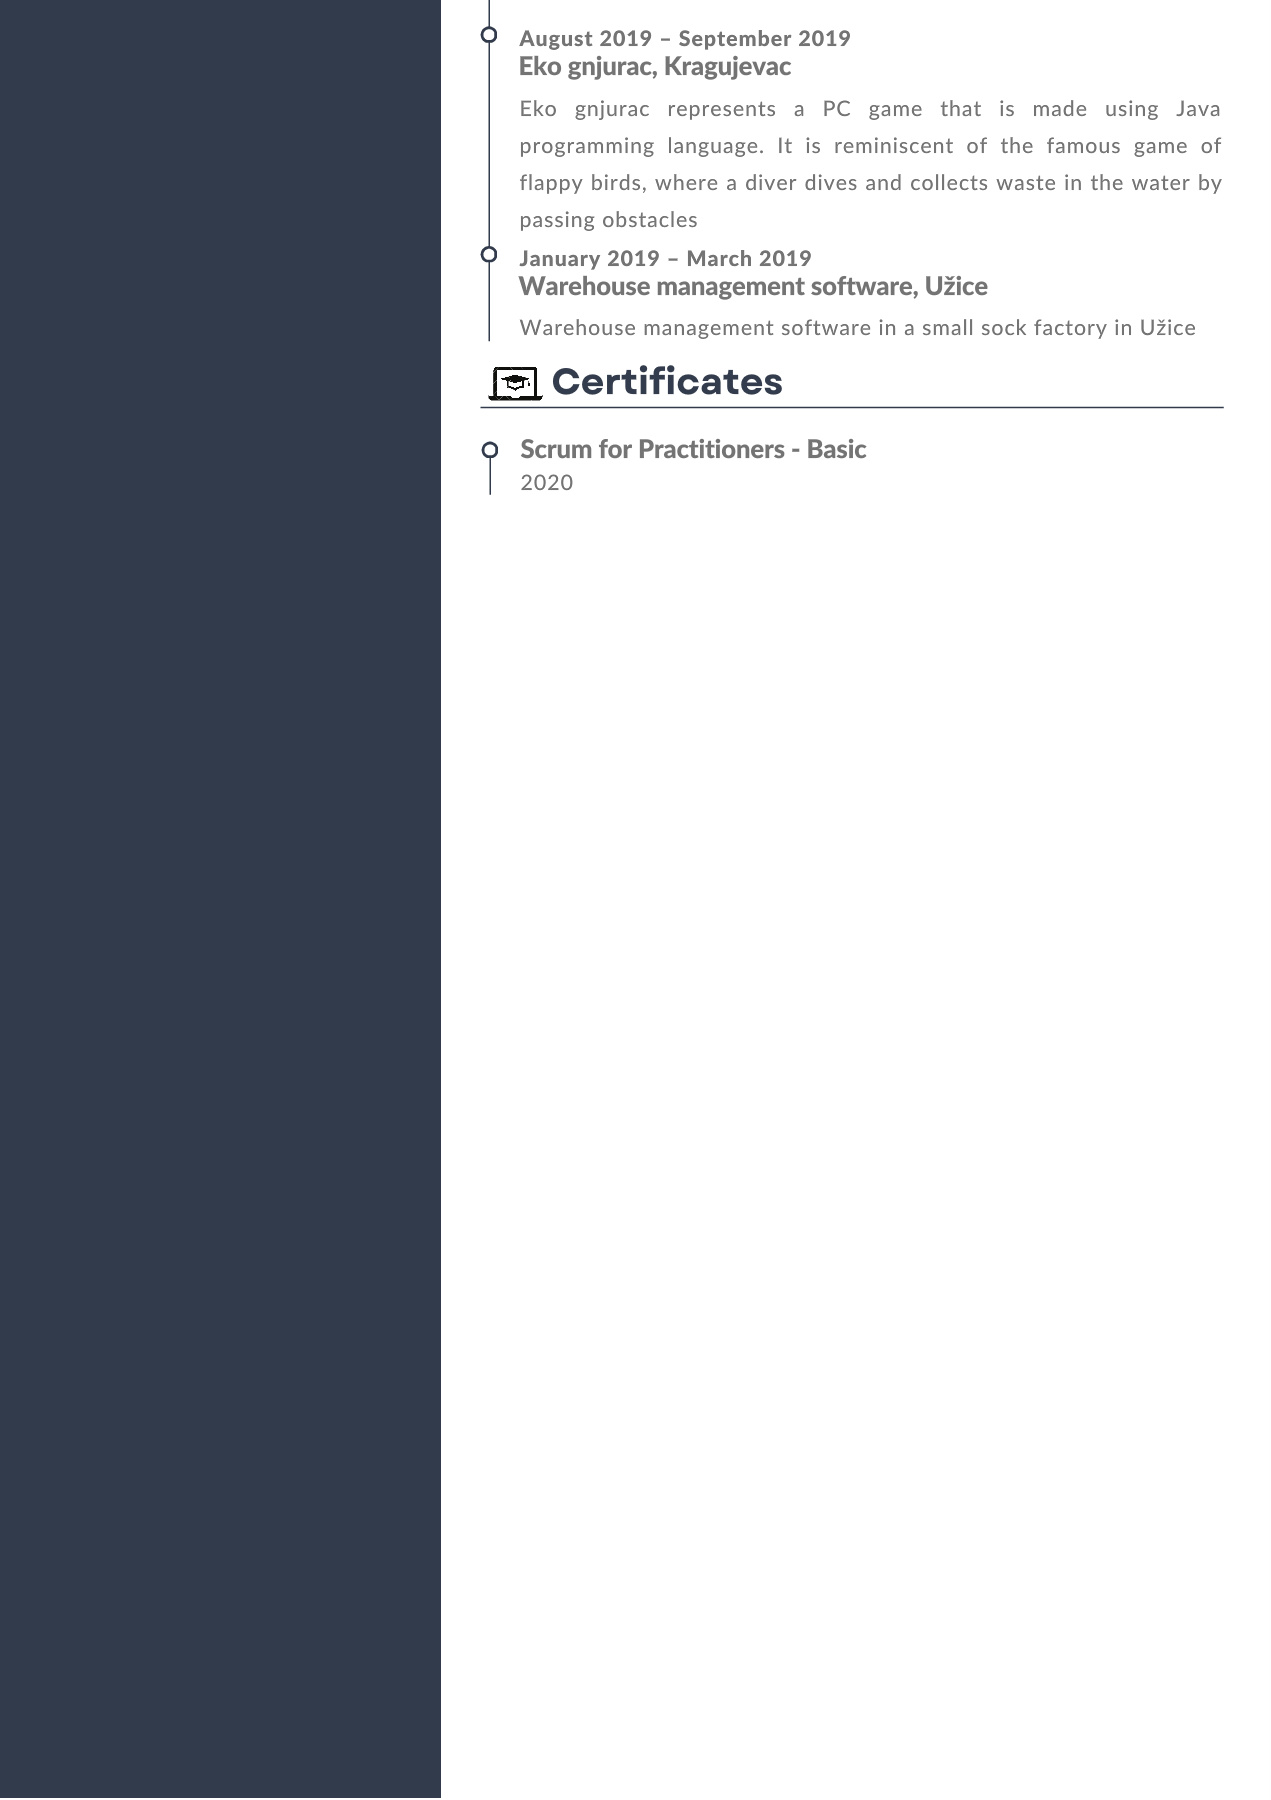 August 2019 – September 2019
Eko gnjurac, Kragujevac
Eko gnjurac represents a PC game that is made using Java
programming language. It is reminiscent of the famous game of
flappy birds, where a diver dives and collects waste in the water by
passing obstacles
January 2019 – March 2019
Warehouse management software, Užice
Warehouse management software in a small sock factory in Užice
Certificates
Scrum for Practitioners - Basic
2020